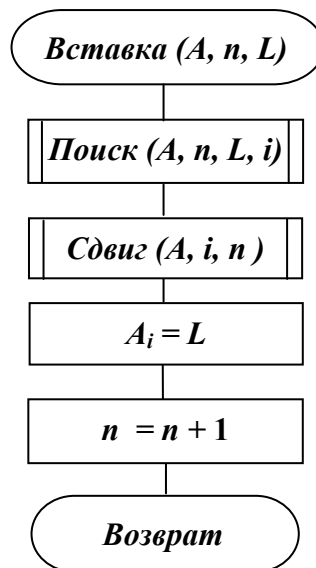 Вставка (A, n, L)
Поиск (A, n, L, i)
Сдвиг (A, i, n )
Aᵢ = L
n = n + 1
Возврат